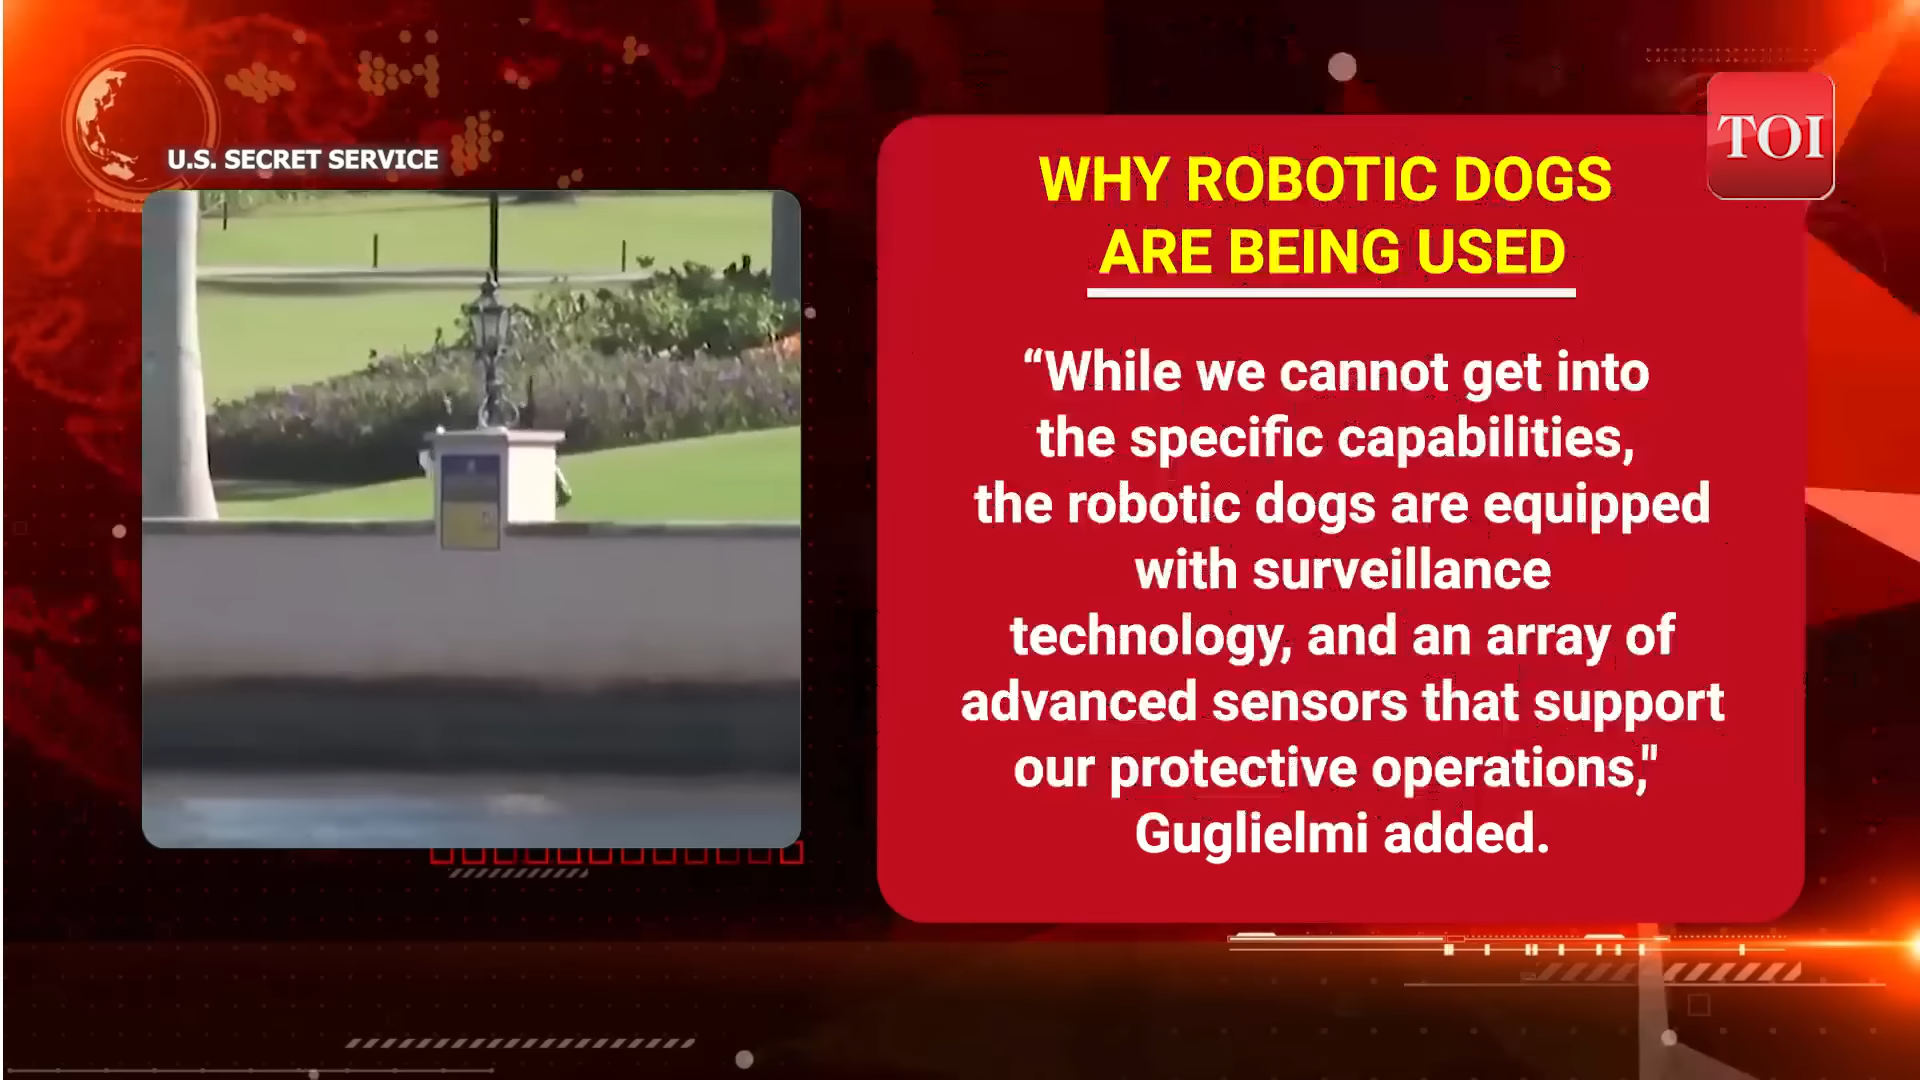 U.S. SECRET SERVICE
TOI
WHY ROBOTIC DOGS
ARE BEING USED
“While we cannot get into
the specific capabilities,
the robotic dogs are equipped
with surveillance
technology, and an array of
advanced sensors that support
our protective operations,"
Guglielmi added.